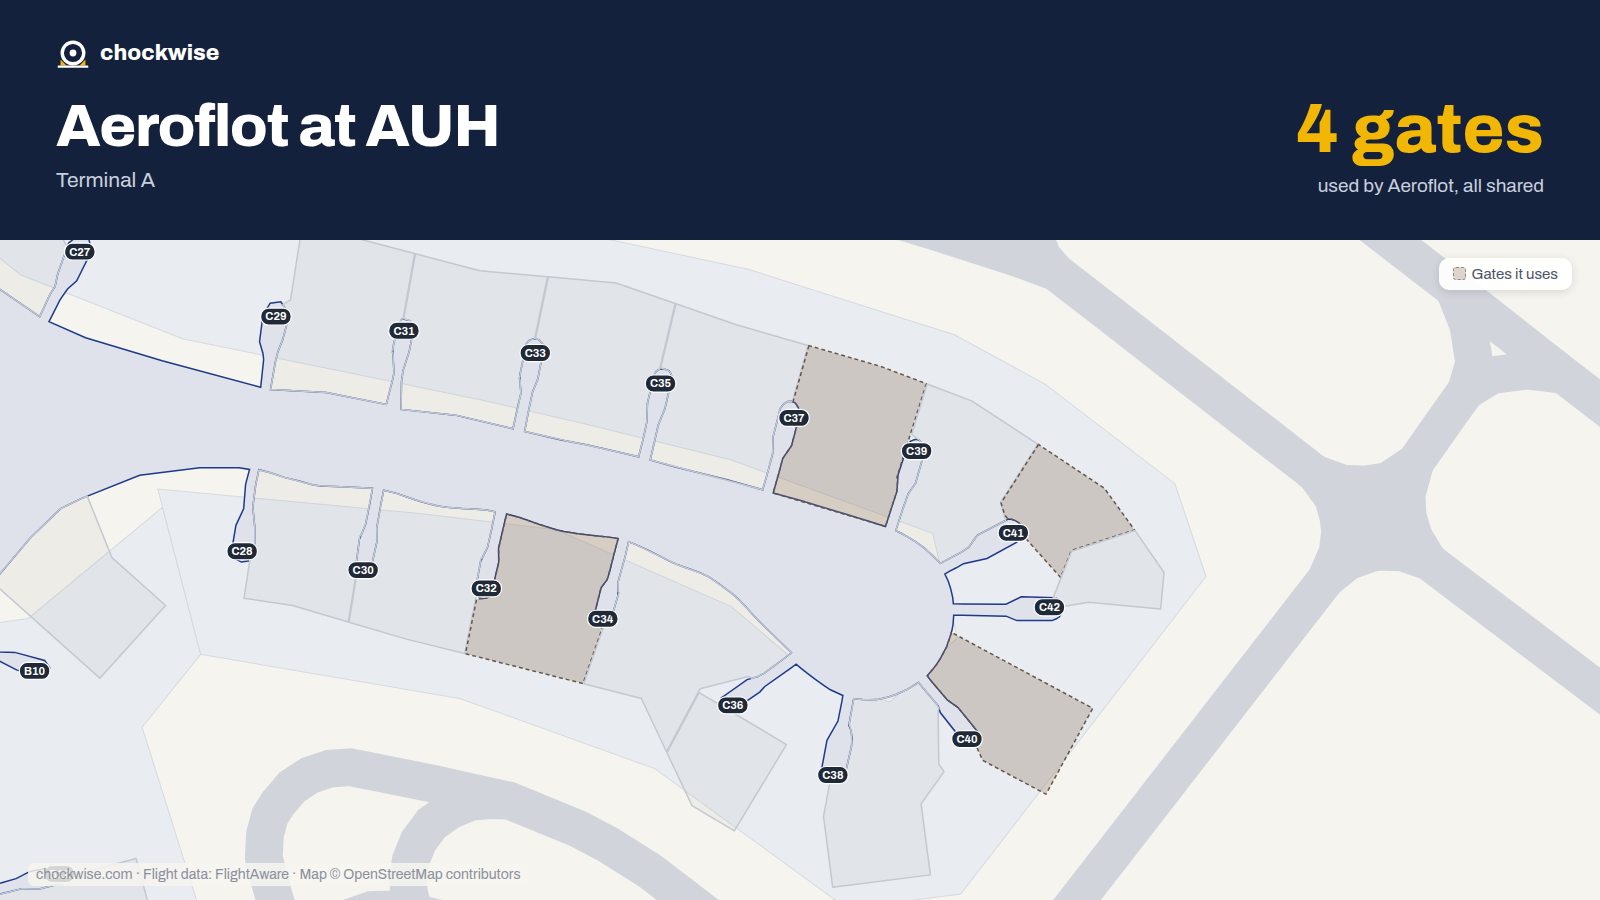 chockwise
Aeroflot at AUH
Terminal A
4 gates
used by Aeroflot, all shared
Gates it uses
C27
C29
C31
C33
C35
C37
C39
C41
C42
C28
C30
C32
C34
C36
C38
C40
B10
chockwise.com · Flight data: FlightAware · Map © OpenStreetMap contributors